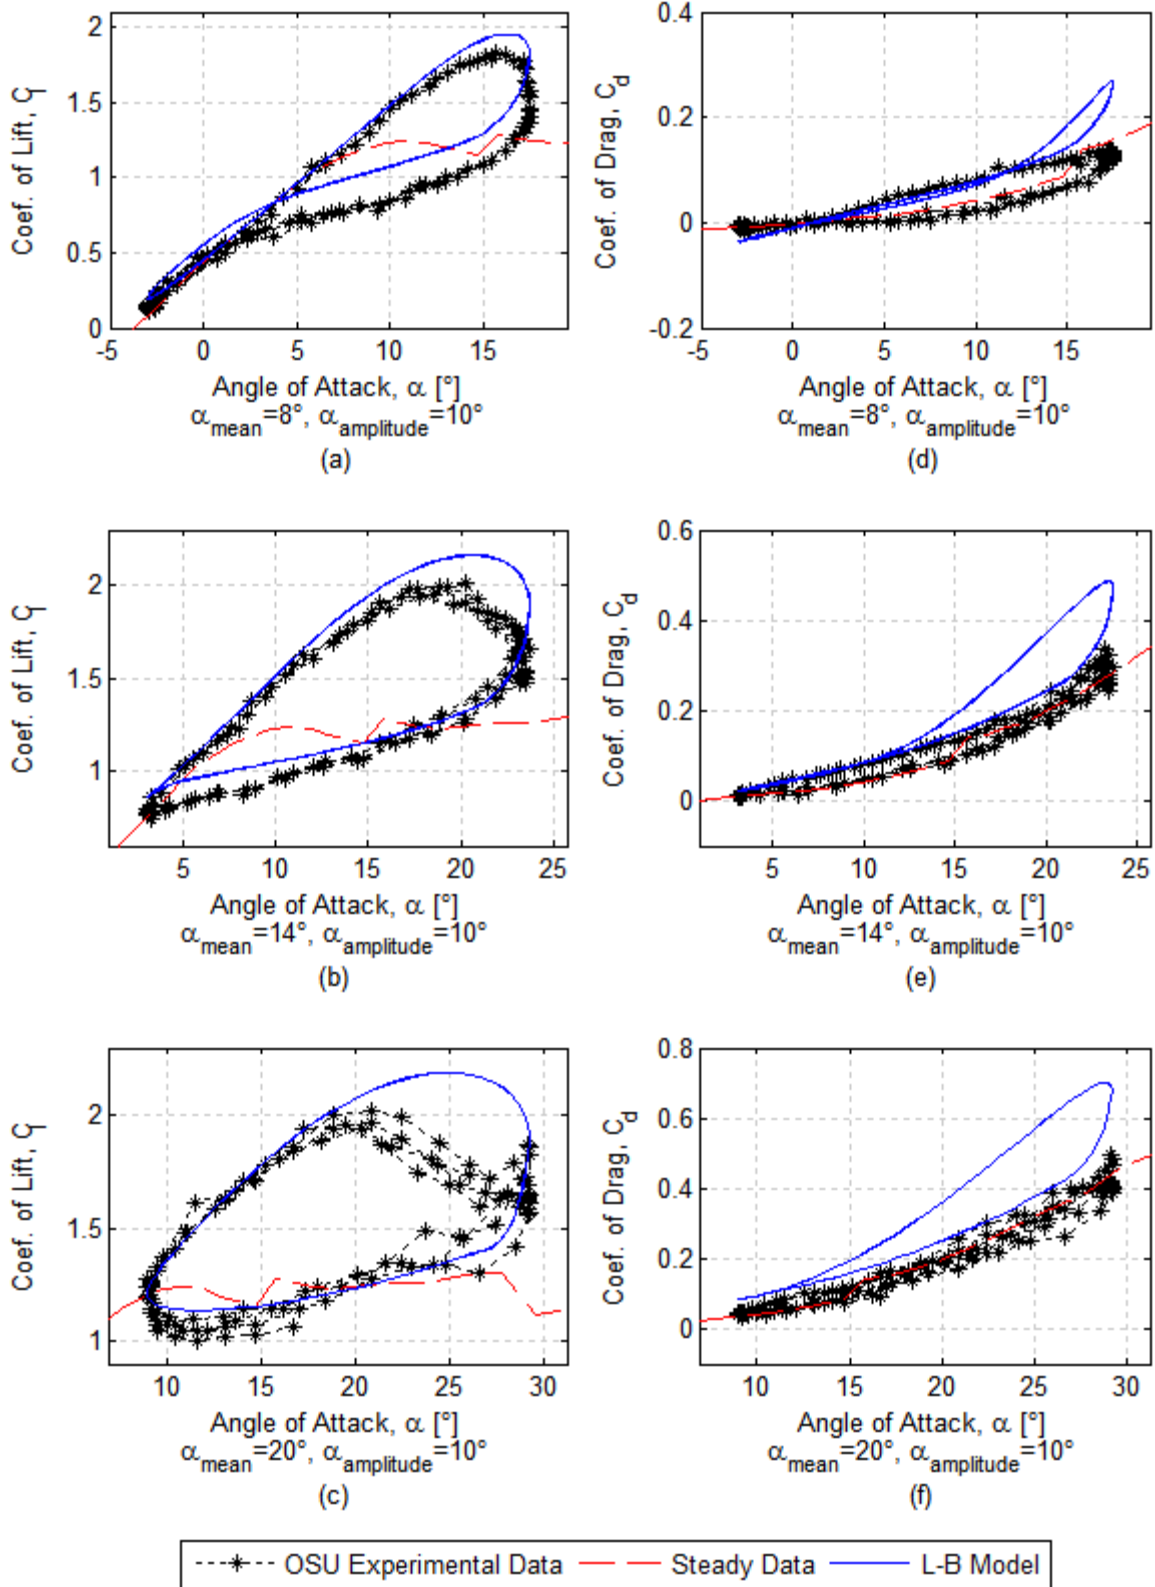 Coef. of Lift, Cl
2
1.5
1
0.5
0
-5 0 5 10 15
Angle of Attack, α [°]
αmean=8°, αamplitude=10°
(a)
Coef. of Drag, Cd
0.4
0.2
0
-0.2
-5 0 5 10 15
Angle of Attack, α [°]
αmean=8°, αamplitude=10°
(d)
Coef. of Lift, Cl
2
1.5
1
5 10 15 20 25
Angle of Attack, α [°]
αmean=14°, αamplitude=10°
(b)
Coef. of Drag, Cd
0.6
0.4
0.2
0
5 10 15 20 25
Angle of Attack, α [°]
αmean=14°, αamplitude=10°
(e)
Coef. of Lift, Cl
2
1.5
1
10 15 20 25 30
Angle of Attack, α [°]
αmean=20°, αamplitude=10°
(c)
Coef. of Drag, Cd
0.8
0.6
0.4
0.2
0
10 15 20 25 30
Angle of Attack, α [°]
αmean=20°, αamplitude=10°
(f)
OSU Experimental Data Steady Data L-B Model